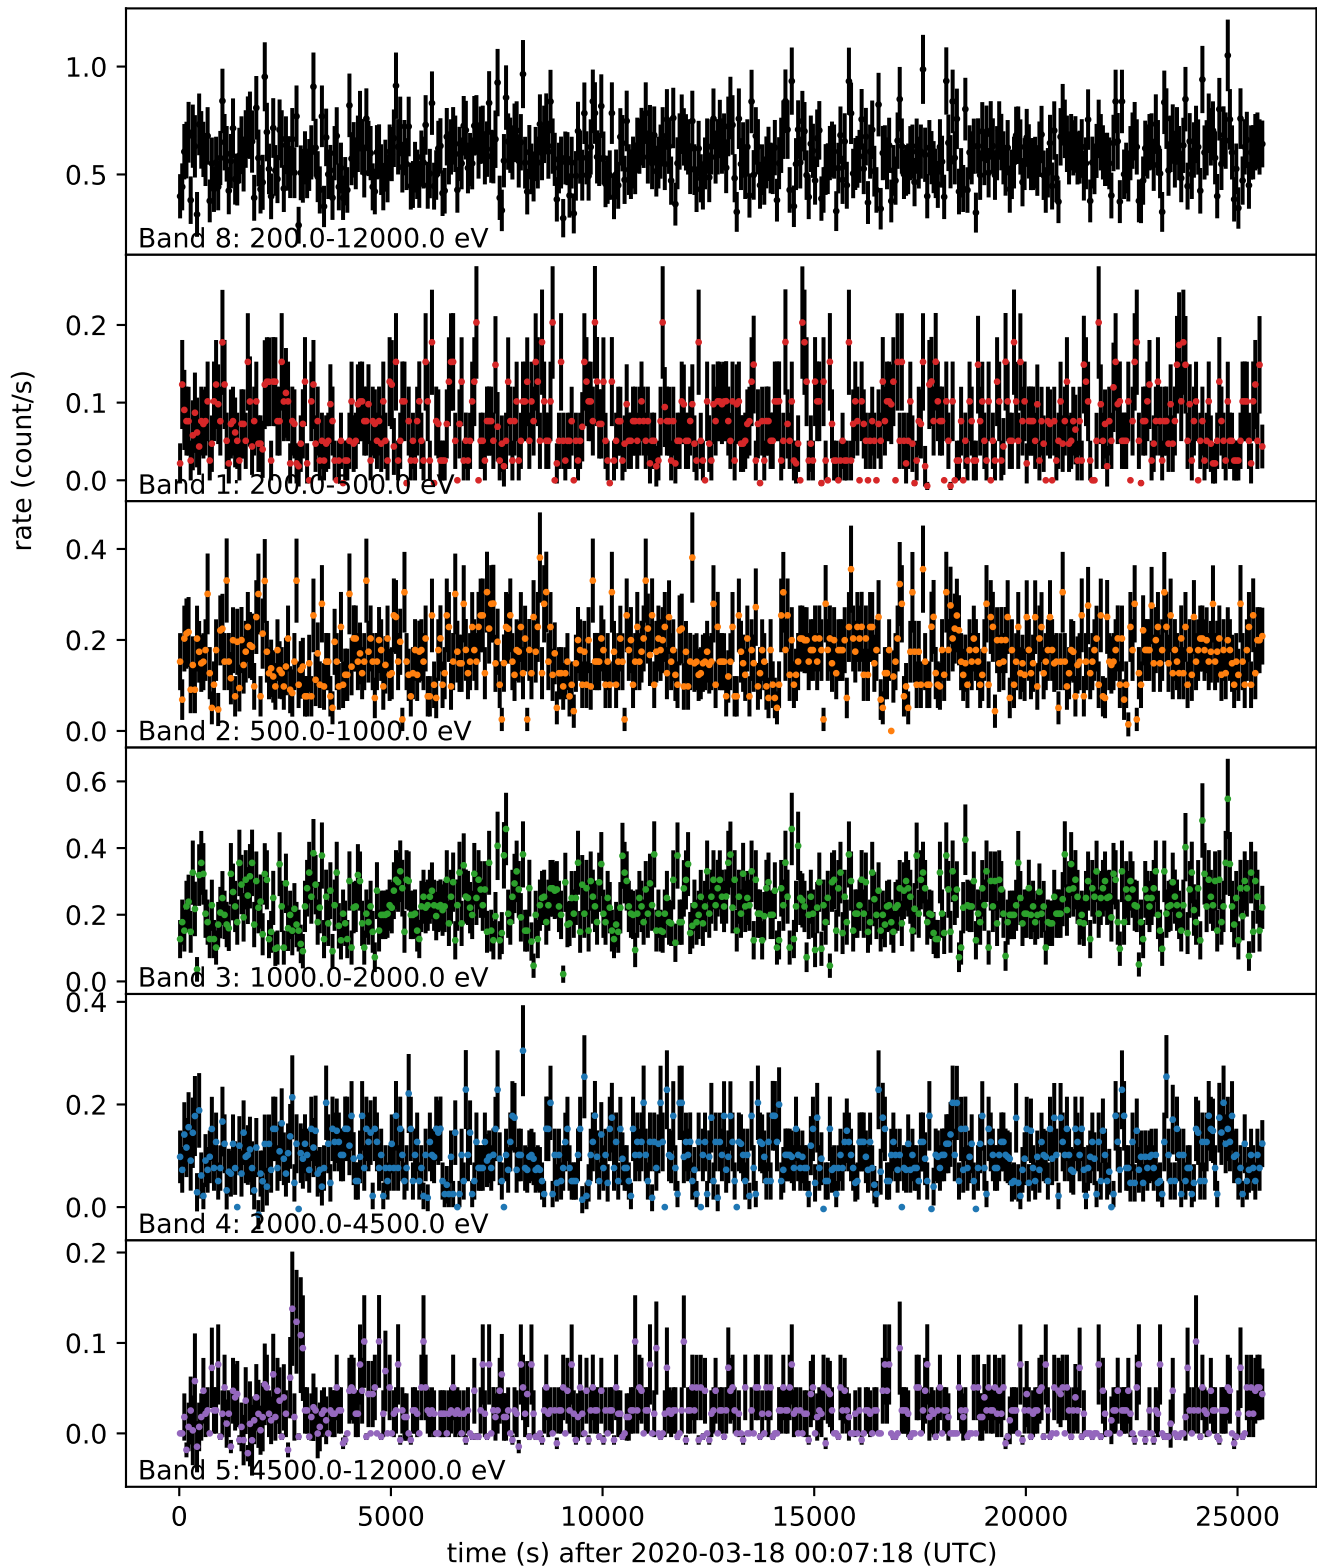 1.0
0.5
Band 8: 200.0-12000.0 eV
0.2
0.1
0.0
Band 1: 200.0-500.0 eV
rate (count/s)
0.4
0.2
0.0
Band 2: 500.0-1000.0 eV
0.6
0.4
0.2
0.0
Band 3: 1000.0-2000.0 eV
0.4
0.2
0.0
Band 4: 2000.0-4500.0 eV
0.2
0.1
0.0
Band 5: 4500.0-12000.0 eV
0 5000 10000 15000 20000 25000
time (s) after 2020-03-18 00:07:18 (UTC)